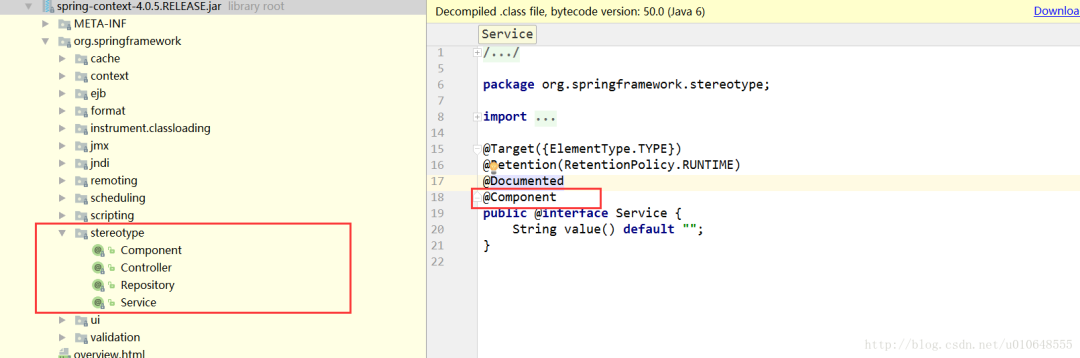 spring-context-4.0.5.RELEASE.jar library root
META-INF
org.springframework
cache
context
ejb
format
instrument.classloading
jmx
jndi
remoting
scheduling
scripting
stereotype
Component
Controller
Repository
Service
ui
validation
overview.html
Decompiled .class file, bytecode version: 50.0 (Java 6) Downloa
Service
1 /.../
5
6 package org.springframework.stereotype;
7
8 import ...
14
15 @Target({ElementType.TYPE})
16 @Retention(RetentionPolicy.RUNTIME)
17 @Documented
18 @Component
19 public @interface Service {
20 String value() default "";
21 }
22
http://blog.csdn.net/u010648555